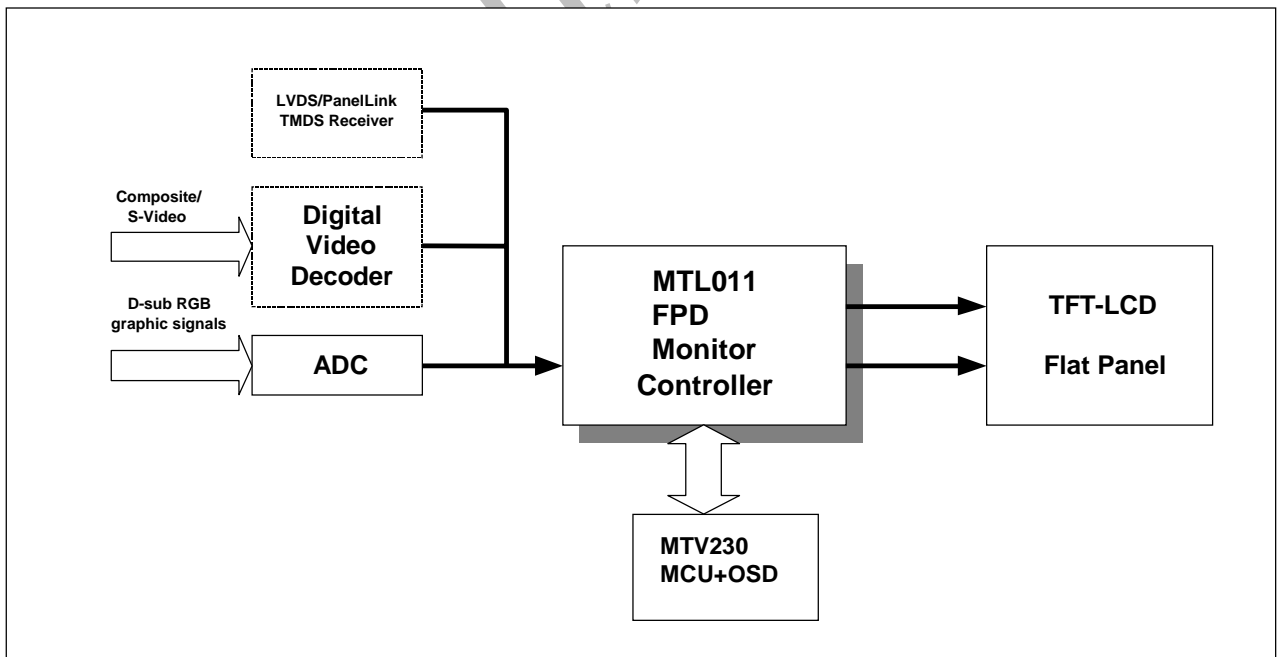 LVDS/PanelLink
TMDS Receiver
Composite/
S-Video
Digital
Video
Decoder
D-sub RGB
graphic signals
ADC
MTL011
FPD
Monitor
Controller
TFT-LCD
Flat Panel
MTV230
MCU+OSD